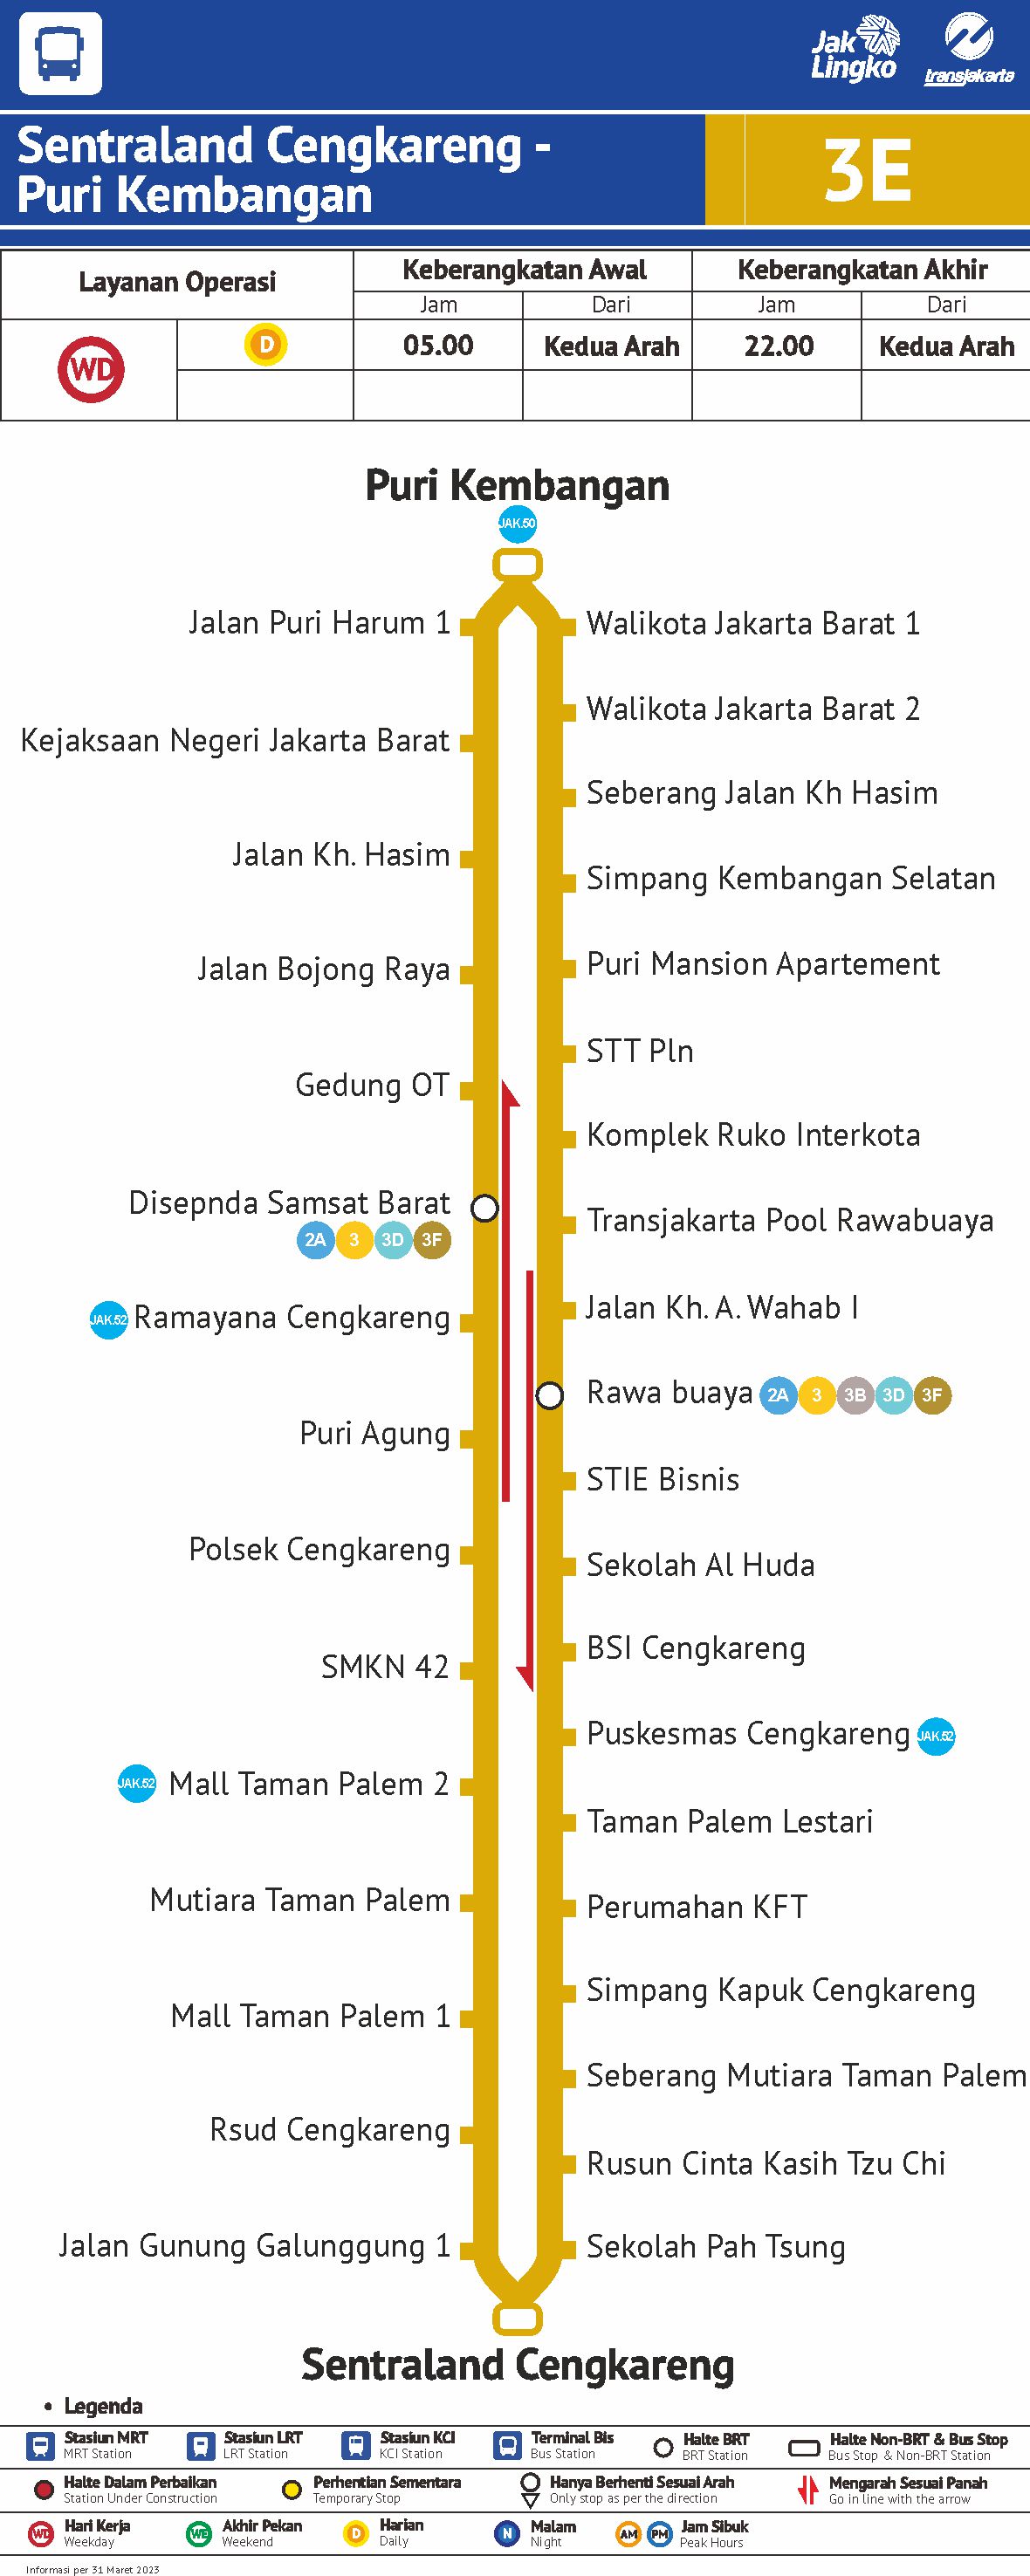 Jak
Lingko
transjakarta
Sentraland Cengkareng -
Puri Kembangan
3E
Layanan Operasi
Keberangkatan Awal
Keberangkatan Akhir
Jam
Dari
Jam
Dari
WD
D
05.00
Kedua Arah
22.00
Kedua Arah
Puri Kembangan
JAK.50
Jalan Puri Harum 1
Walikota Jakarta Barat 1
Walikota Jakarta Barat 2
Kejaksaan Negeri Jakarta Barat
Seberang Jalan Kh Hasim
Jalan Kh. Hasim
Simpang Kembangan Selatan
Puri Mansion Apartement
Jalan Bojong Raya
STT Pln
Gedung OT
Komplek Ruko Interkota
Disepnda Samsat Barat
2A 3 3D 3F
Transjakarta Pool Rawabuaya
Jalan Kh. A. Wahab I
JAK.52 Ramayana Cengkareng
Rawa buaya 2A 3 3B 3D 3F
Puri Agung
STIE Bisnis
Polsek Cengkareng
Sekolah Al Huda
BSI Cengkareng
SMKN 42
Puskesmas Cengkareng JAK.52
JAK.52 Mall Taman Palem 2
Taman Palem Lestari
Mutiara Taman Palem
Perumahan KFT
Simpang Kapuk Cengkareng
Mall Taman Palem 1
Seberang Mutiara Taman Palem
Rsud Cengkareng
Rusun Cinta Kasih Tzu Chi
Jalan Gunung Galunggung 1
Sekolah Pah Tsung
Sentraland Cengkareng
• Legenda
Stasiun MRT
MRT Station
Stasiun LRT
LRT Station
Stasiun KCI
KCI Station
Terminal Bis
Bus Station
Halte BRT
BRT Station
Halte Non-BRT & Bus Stop
Bus Stop & Non-BRT Station
Halte Dalam Perbaikan
Station Under Construction
Perhentian Sementara
Temporary Stop
Hanya Berhenti Sesuai Arah
Only stop as per the direction
Mengarah Sesuai Panah
Go in line with the arrow
WD
Hari Kerja
Weekday
WE
Akhir Pekan
Weekend
D
Harian
Daily
N
Malam
Night
AM PM
Jam Sibuk
Peak Hours
Informasi per 31 Maret 2023